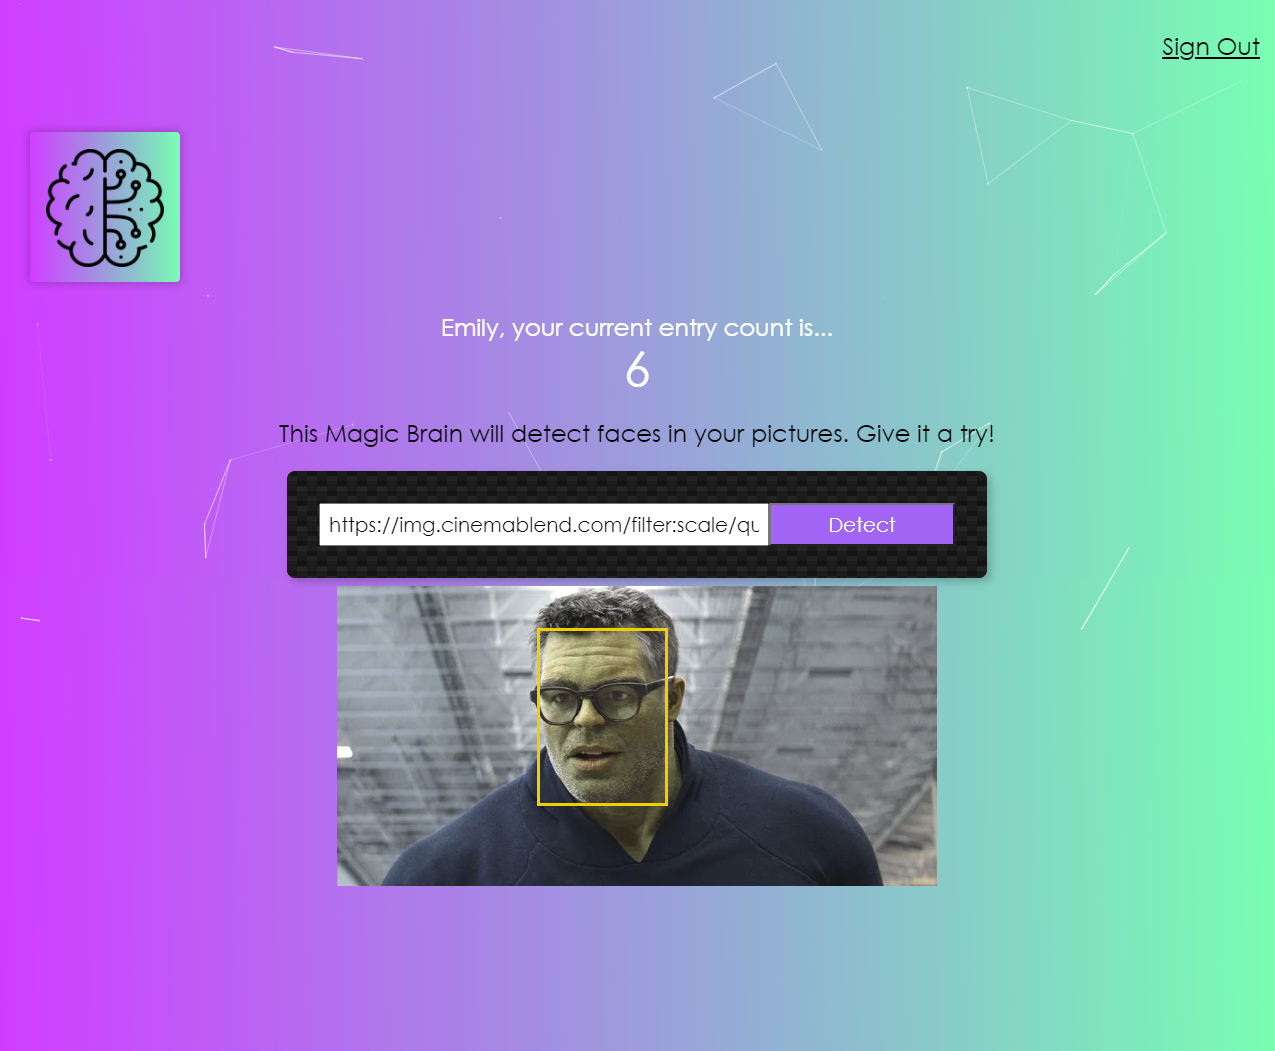 Sign Out
Emily, your current entry count is...
6
This Magic Brain will detect faces in your pictures. Give it a try!
https://img.cinemablend.com/filter:scale/qu Detect